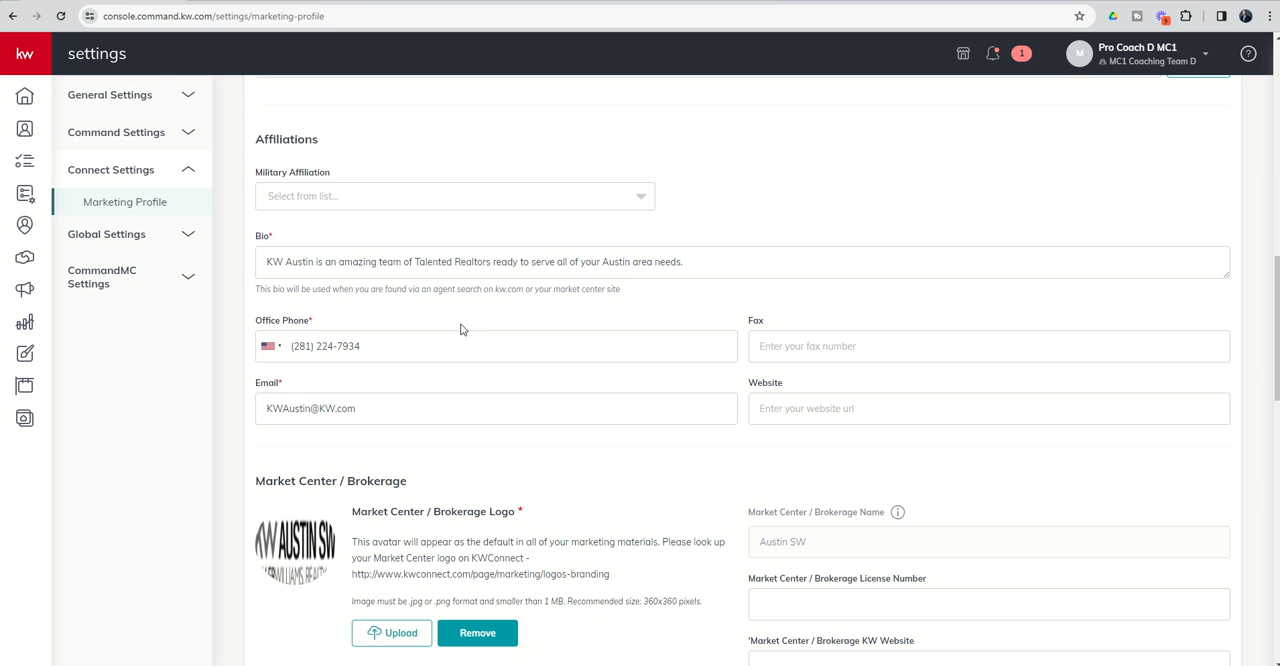 console.command.kw.com/settings/marketing-profile
9
kw
settings
1
M
Pro Coach D MC1
MC1 Coaching Team D
?
General Settings
Command Settings
Connect Settings
Marketing Profile
Global Settings
CommandMC
Settings
Affiliations
Military Affiliation
Select from list...
Bio*
KW Austin is an amazing team of Talented Realtors ready to serve all of your Austin area needs.
This bio will be used when you are found via an agent search on kw.com or your market center site
Office Phone*
Fax
(281) 224-7934
Enter your fax number
Email*
Website
KWAustin@KW.com
Enter your website url
Market Center / Brokerage
Market Center / Brokerage Logo *
Market Center / Brokerage Name
This avatar will appear as the default in all of your marketing materials. Please look up
your Market Center logo on KWConnect -
http://www.kwconnect.com/page/marketing/logos-branding
Image must be .jpg or .png format and smaller than 1 MB. Recommended size: 360x360 pixels.
Upload
Remove
AUSTIN SW
Austin SW
Market Center / Brokerage License Number
'Market Center / Brokerage KW Website